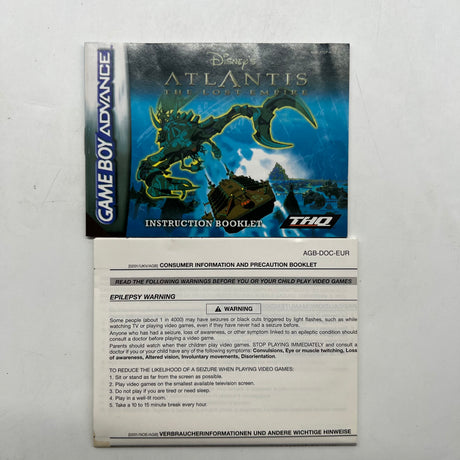 GAME BOY ADVANCE
Disney's
ATLANTIS
THE LOST EMPIRE
INSTRUCTION BOOKLET
THQ
AGB-DOC-EUR
[0201/UKV/AGB] CONSUMER INFORMATION AND PRECAUTION BOOKLET
READ THE FOLLOWING WARNINGS BEFORE YOU OR YOUR CHILD PLAY VIDEO GAMES
EPILEPSY WARNING
⚠ WARNING
Some people (about 1 in 4000) may have seizures or black outs triggered by light flashes, such as while
watching TV or playing video games, even if they have never had a seizure before.
Anyone who has had a seizure, loss of awareness, or other symptom linked to an epileptic condition should
consult a doctor before playing a video game.
Parents should watch when their children play video games. STOP PLAYING IMMEDIATELY and consult a
doctor if you or your child have any of the following symptoms: Convulsions, Eye or muscle twitching, Loss
of awareness, Altered vision, Involuntary movements, Disorientation.
TO REDUCE THE LIKELIHOOD OF A SEIZURE WHEN PLAYING VIDEO GAMES:
1. Sit or stand as far from the screen as possible.
2. Play video games on the smallest available television screen.
3. Do not play if you are tired or need sleep.
4. Play in a well-lit room.
5. Take a 10 to 15 minute break every hour.
[0201/NOE/AGB] VERBRAUCHERINFORMATIONEN UND ANDERE WICHTIGE HINWEISE